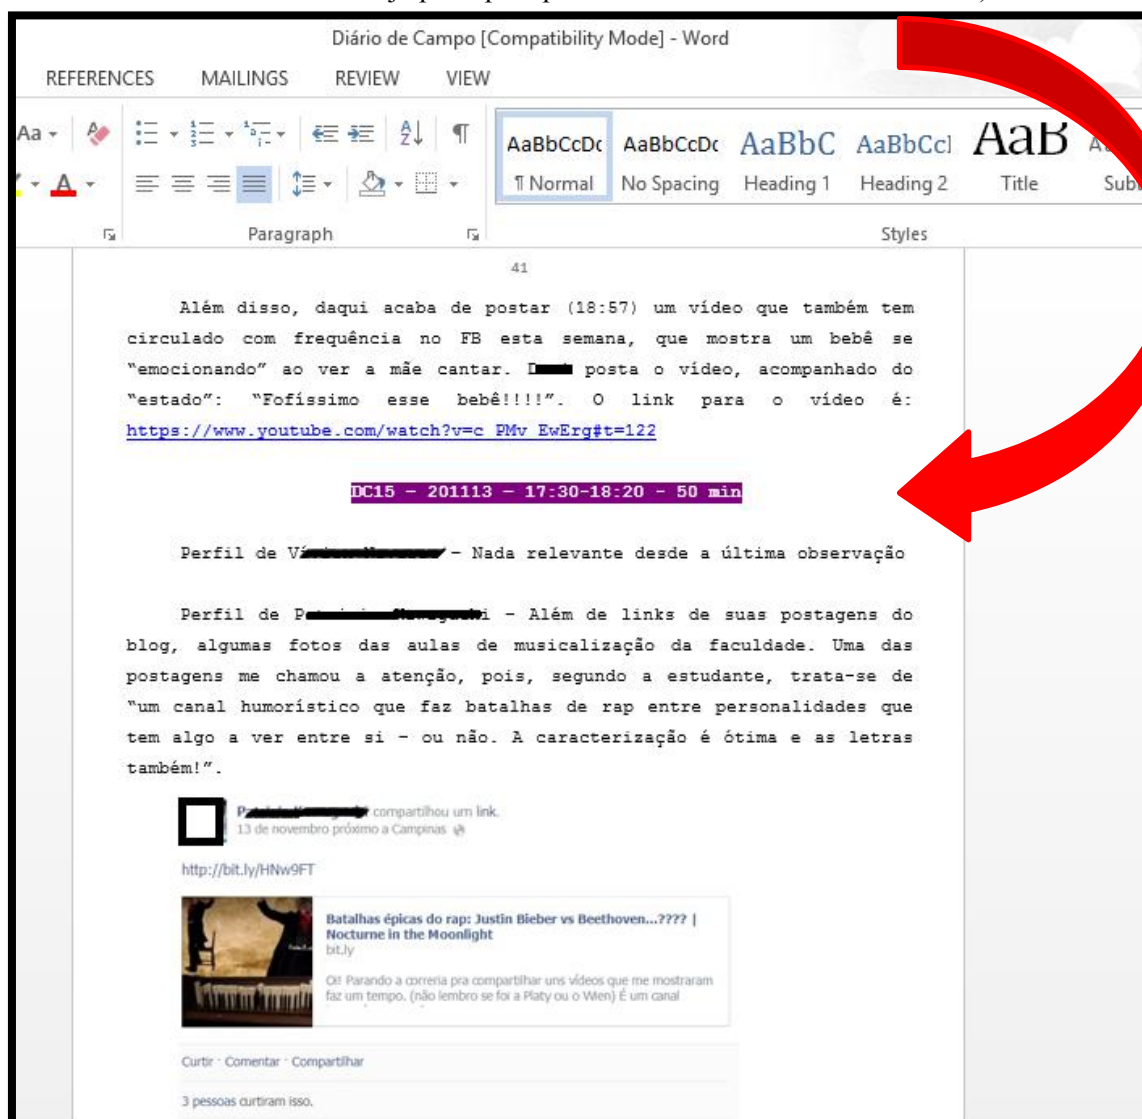 Diário de Campo [Compatibility Mode] - Word
REFERENCES MAILINGS REVIEW VIEW
Aa
A
AaBbCcDc AaBbCcDc AaBbC AaBbCcl AaB
¶ Normal No Spacing Heading 1 Heading 2 Title
Paragraph Styles
41
Além disso, daqui acaba de postar (18:57) um vídeo que também tem
circulado com frequência no FB esta semana, que mostra um bebê se
"emocionando" ao ver a mãe cantar. posta o vídeo, acompanhado do
"estado": "Fofíssimo esse bebê!!!!". O link para o vídeo é:
https://www.youtube.com/watch?v=c_PMv_EwErg#t=122
DC15 – 201113 – 17:30-18:20 - 50 min
Perfil de – Nada relevante desde a última observação
Perfil de – Além de links de suas postagens do
blog, algumas fotos das aulas de musicalização da faculdade. Uma das
postagens me chamou a atenção, pois, segundo a estudante, trata-se de
"um canal humorístico que faz batalhas de rap entre personalidades que
tem algo a ver entre si - ou não. A caracterização é ótima e as letras
também!".
compartilhou um link.
13 de novembro próximo a Campinas
http://bit.ly/HNw9FT
Batalhas épicas do rap: Justin Bieber vs Beethoven...???? |
Nocturne in the Moonlight
bit.ly
Oi! Parando a correria pra compartilhar uns vídeos que me mostraram
faz um tempo. (não lembro se foi a Platy ou o Wien) É um canal
Curtir · Comentar · Compartilhar
3 pessoas curtiram isso.